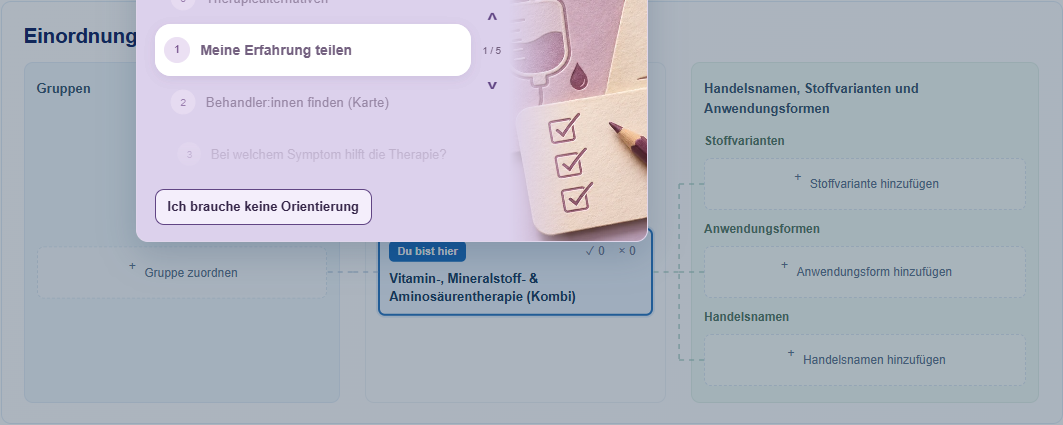 Therapiealternativen
Einordnung
1 Meine Erfahrung teilen
1 / 5
2 Behandler:innen finden (Karte)
3 Bei welchem Symptom hilft die Therapie?
Ich brauche keine Orientierung
Gruppen
+ Gruppe zuordnen
Du bist hier ✓ 0 × 0
Vitamin-, Mineralstoff- &
Aminosäurentherapie (Kombi)
Handelsnamen, Stoffvarianten und
Anwendungsformen
Stoffvarianten
+ Stoffvariante hinzufügen
Anwendungsformen
+ Anwendungsform hinzufügen
Handelsnamen
+ Handelsnamen hinzufügen